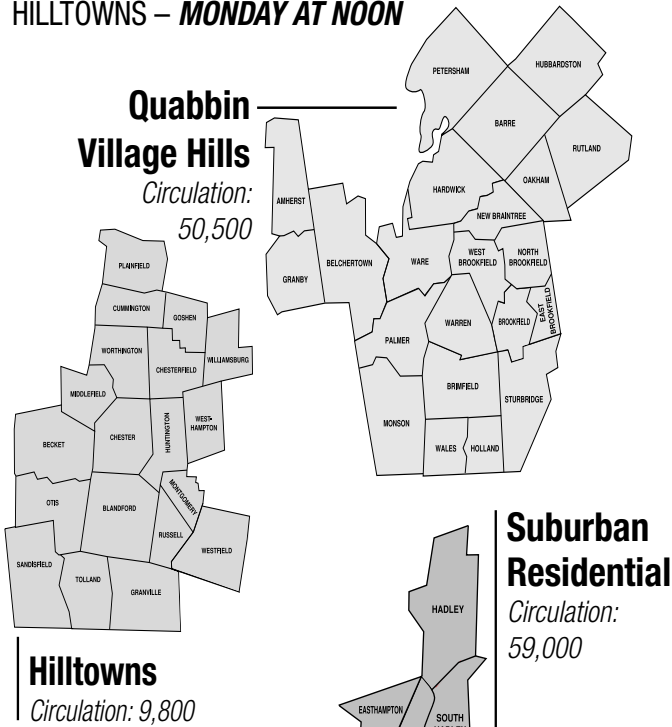 HILLTOWNS – MONDAY AT NOON
Quabbin
Village Hills
Circulation:
50,500
PETERSHAM
HUBBARDSTON
BARRE
RUTLAND
HARDWICK
OAKHAM
NEW BRAINTREE
AMHERST
GRANBY
BELCHERTOWN
WARE
WEST
BROOKFIELD
NORTH
BROOKFIELD
PALMER
WARREN
BROOKFIELD
EAST
BROOKFIELD
MONSON
BRIMFIELD
STURBRIDGE
WALES
HOLLAND
PLAINFIELD
CUMMINGTON
GOSHEN
WORTHINGTON
CHESTERFIELD
WILLIAMSBURG
MIDDLEFIELD
BECKET
CHESTER
HUNTINGTON
WEST-
HAMPTON
OTIS
BLANDFORD
MONTGOMERY
RUSSELL
WESTFIELD
SANDISFIELD
TOLLAND
GRANVILLE
Hilltowns
Circulation: 9,800
Suburban
Residential
Circulation:
59,000
HADLEY
EASTHAMPTON
SOUTH